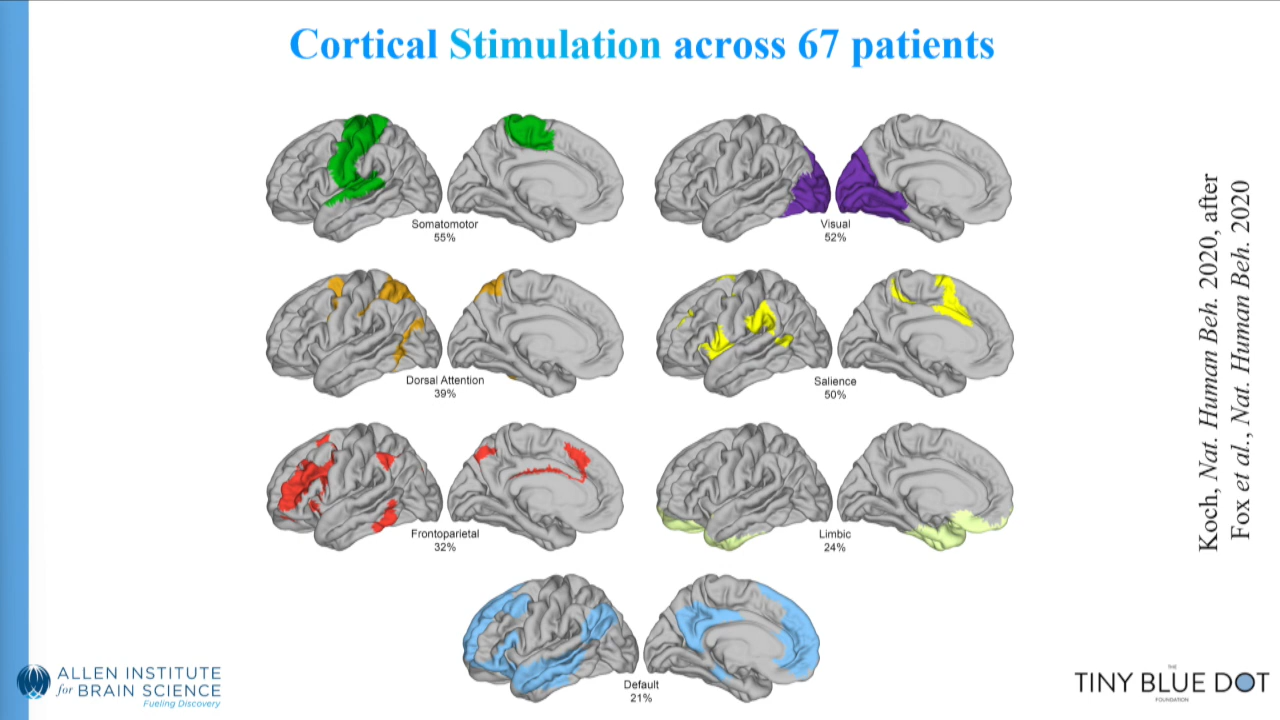 Cortical Stimulation across 67 patients
Somatomotor
55%
Visual
52%
Dorsal Attention
39%
Salience
50%
Frontoparietal
32%
Limbic
24%
Default
21%
Koch, Nat. Human Beh. 2020, after
Fox et al., Nat. Human Beh. 2020
ALLEN INSTITUTE
for BRAIN SCIENCE
Fueling Discovery
THE
TINY BLUE DOT
FOUNDATION